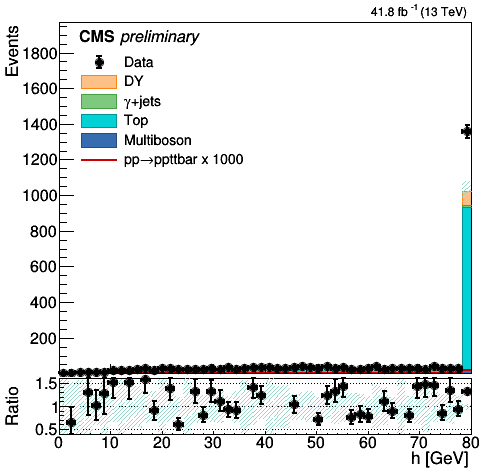 41.8 fb⁻¹ (13 TeV)
Events
CMS preliminary
Data
DY
γ+jets
Top
Multiboson
pp→ppttbar x 1000
1800
1600
1400
1200
1000
800
600
400
200
Ratio
1.5
1
0.5
0 10 20 30 40 50 60 70 80
h [GeV]